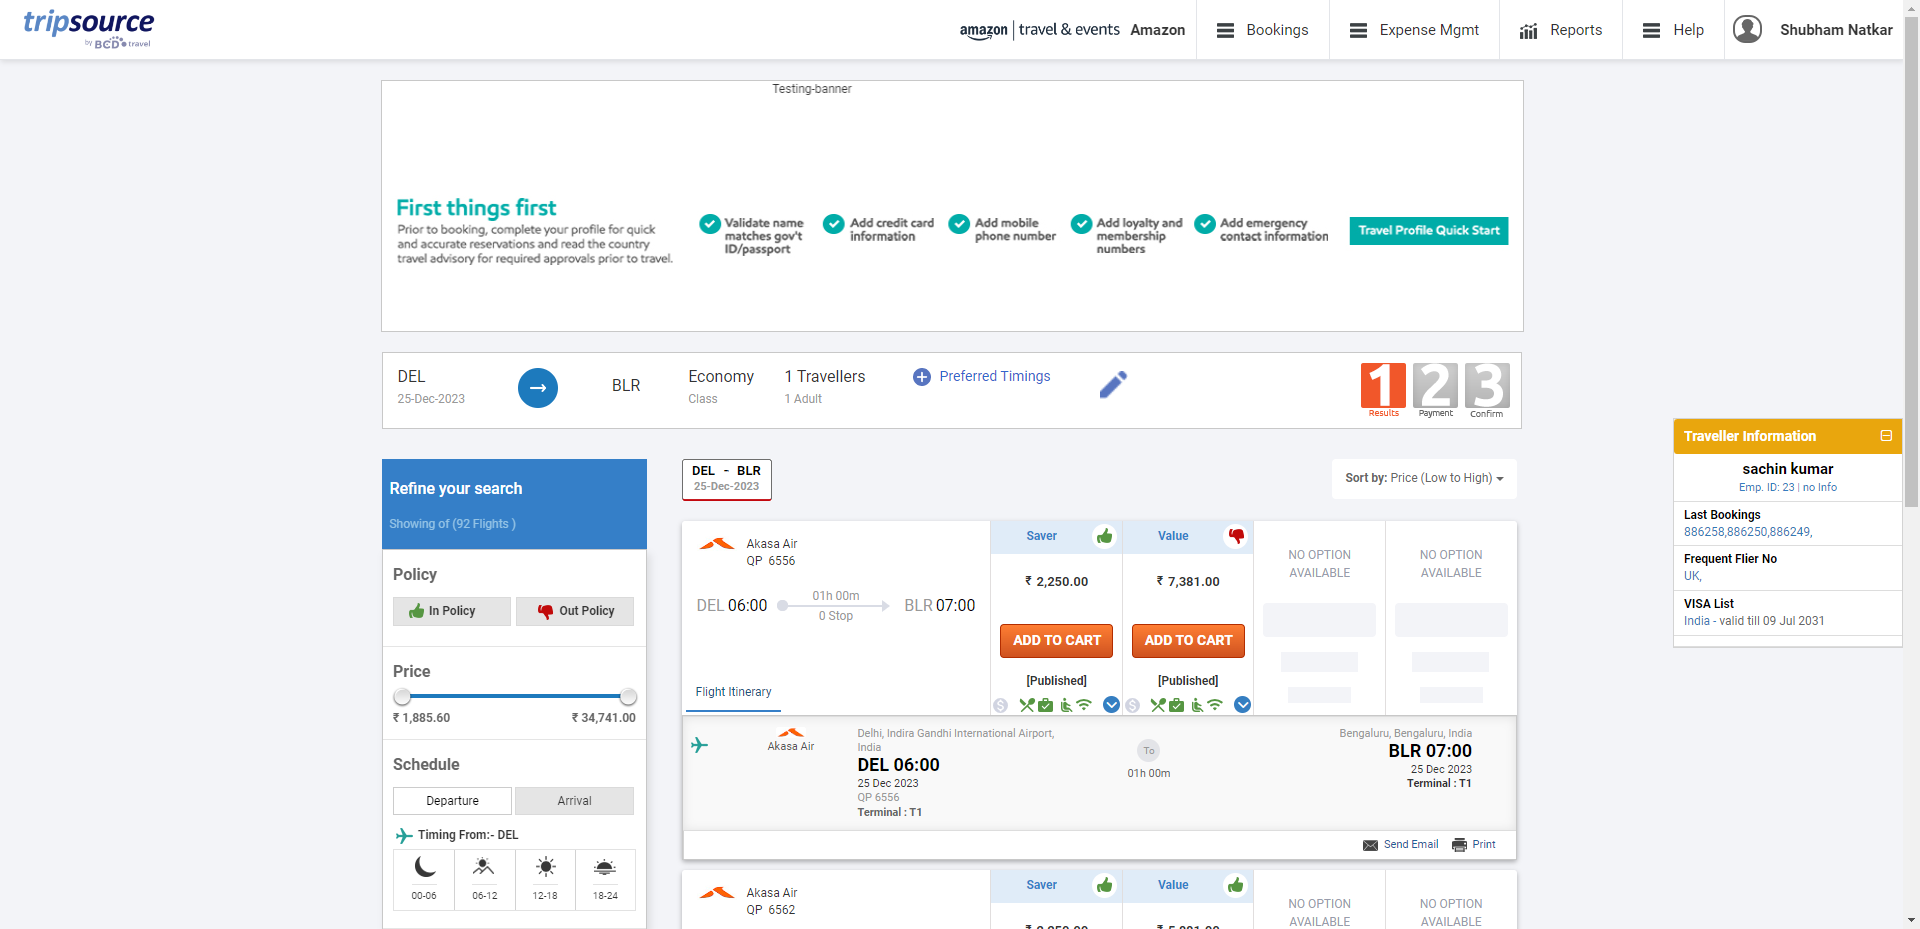 tripsource
by BCD travel
amazon | travel & events Amazon
Bookings
Expense Mgmt
Reports
Help
Shubham Natkar
Testing-banner
First things first
Prior to booking, complete your profile for quick
and accurate reservations and read the country
travel advisory for required approvals prior to travel.
Validate name
matches gov't
ID/passport
Add credit card
information
Add mobile
phone number
Add loyalty and
membership
numbers
Add emergency
contact information
Travel Profile Quick Start
DEL
25-Dec-2023
BLR
Economy
Class
1 Travellers
1 Adult
Preferred Timings
1 2 3
Results Payment Confirm
Traveller Information
sachin kumar
Emp. ID: 23 | no Info
Last Bookings
886258,886250,886249,
Frequent Flier No
UK,
VISA List
India - valid till 09 Jul 2031
Refine your search
Showing of (92 Flights )
Policy
In Policy
Out Policy
Price
₹ 1,885.60
₹ 34,741.00
Schedule
Departure
Arrival
Timing From:- DEL
00-06
06-12
12-18
18-24
DEL - BLR
25-Dec-2023
Sort by: Price (Low to High)
Akasa Air
QP 6556
DEL 06:00
01h 00m
0 Stop
BLR 07:00
Flight Itinerary
Saver
₹ 2,250.00
ADD TO CART
[Published]
Value
₹ 7,381.00
ADD TO CART
[Published]
NO OPTION
AVAILABLE
NO OPTION
AVAILABLE
Akasa Air
Delhi, Indira Gandhi International Airport,
India
DEL 06:00
25 Dec 2023
QP 6556
Terminal : T1
To
01h 00m
Bengaluru, Bengaluru, India
BLR 07:00
25 Dec 2023
Terminal : T1
Send Email
Print
Akasa Air
QP 6562
Saver
Value
NO OPTION
AVAILABLE
NO OPTION
AVAILABLE